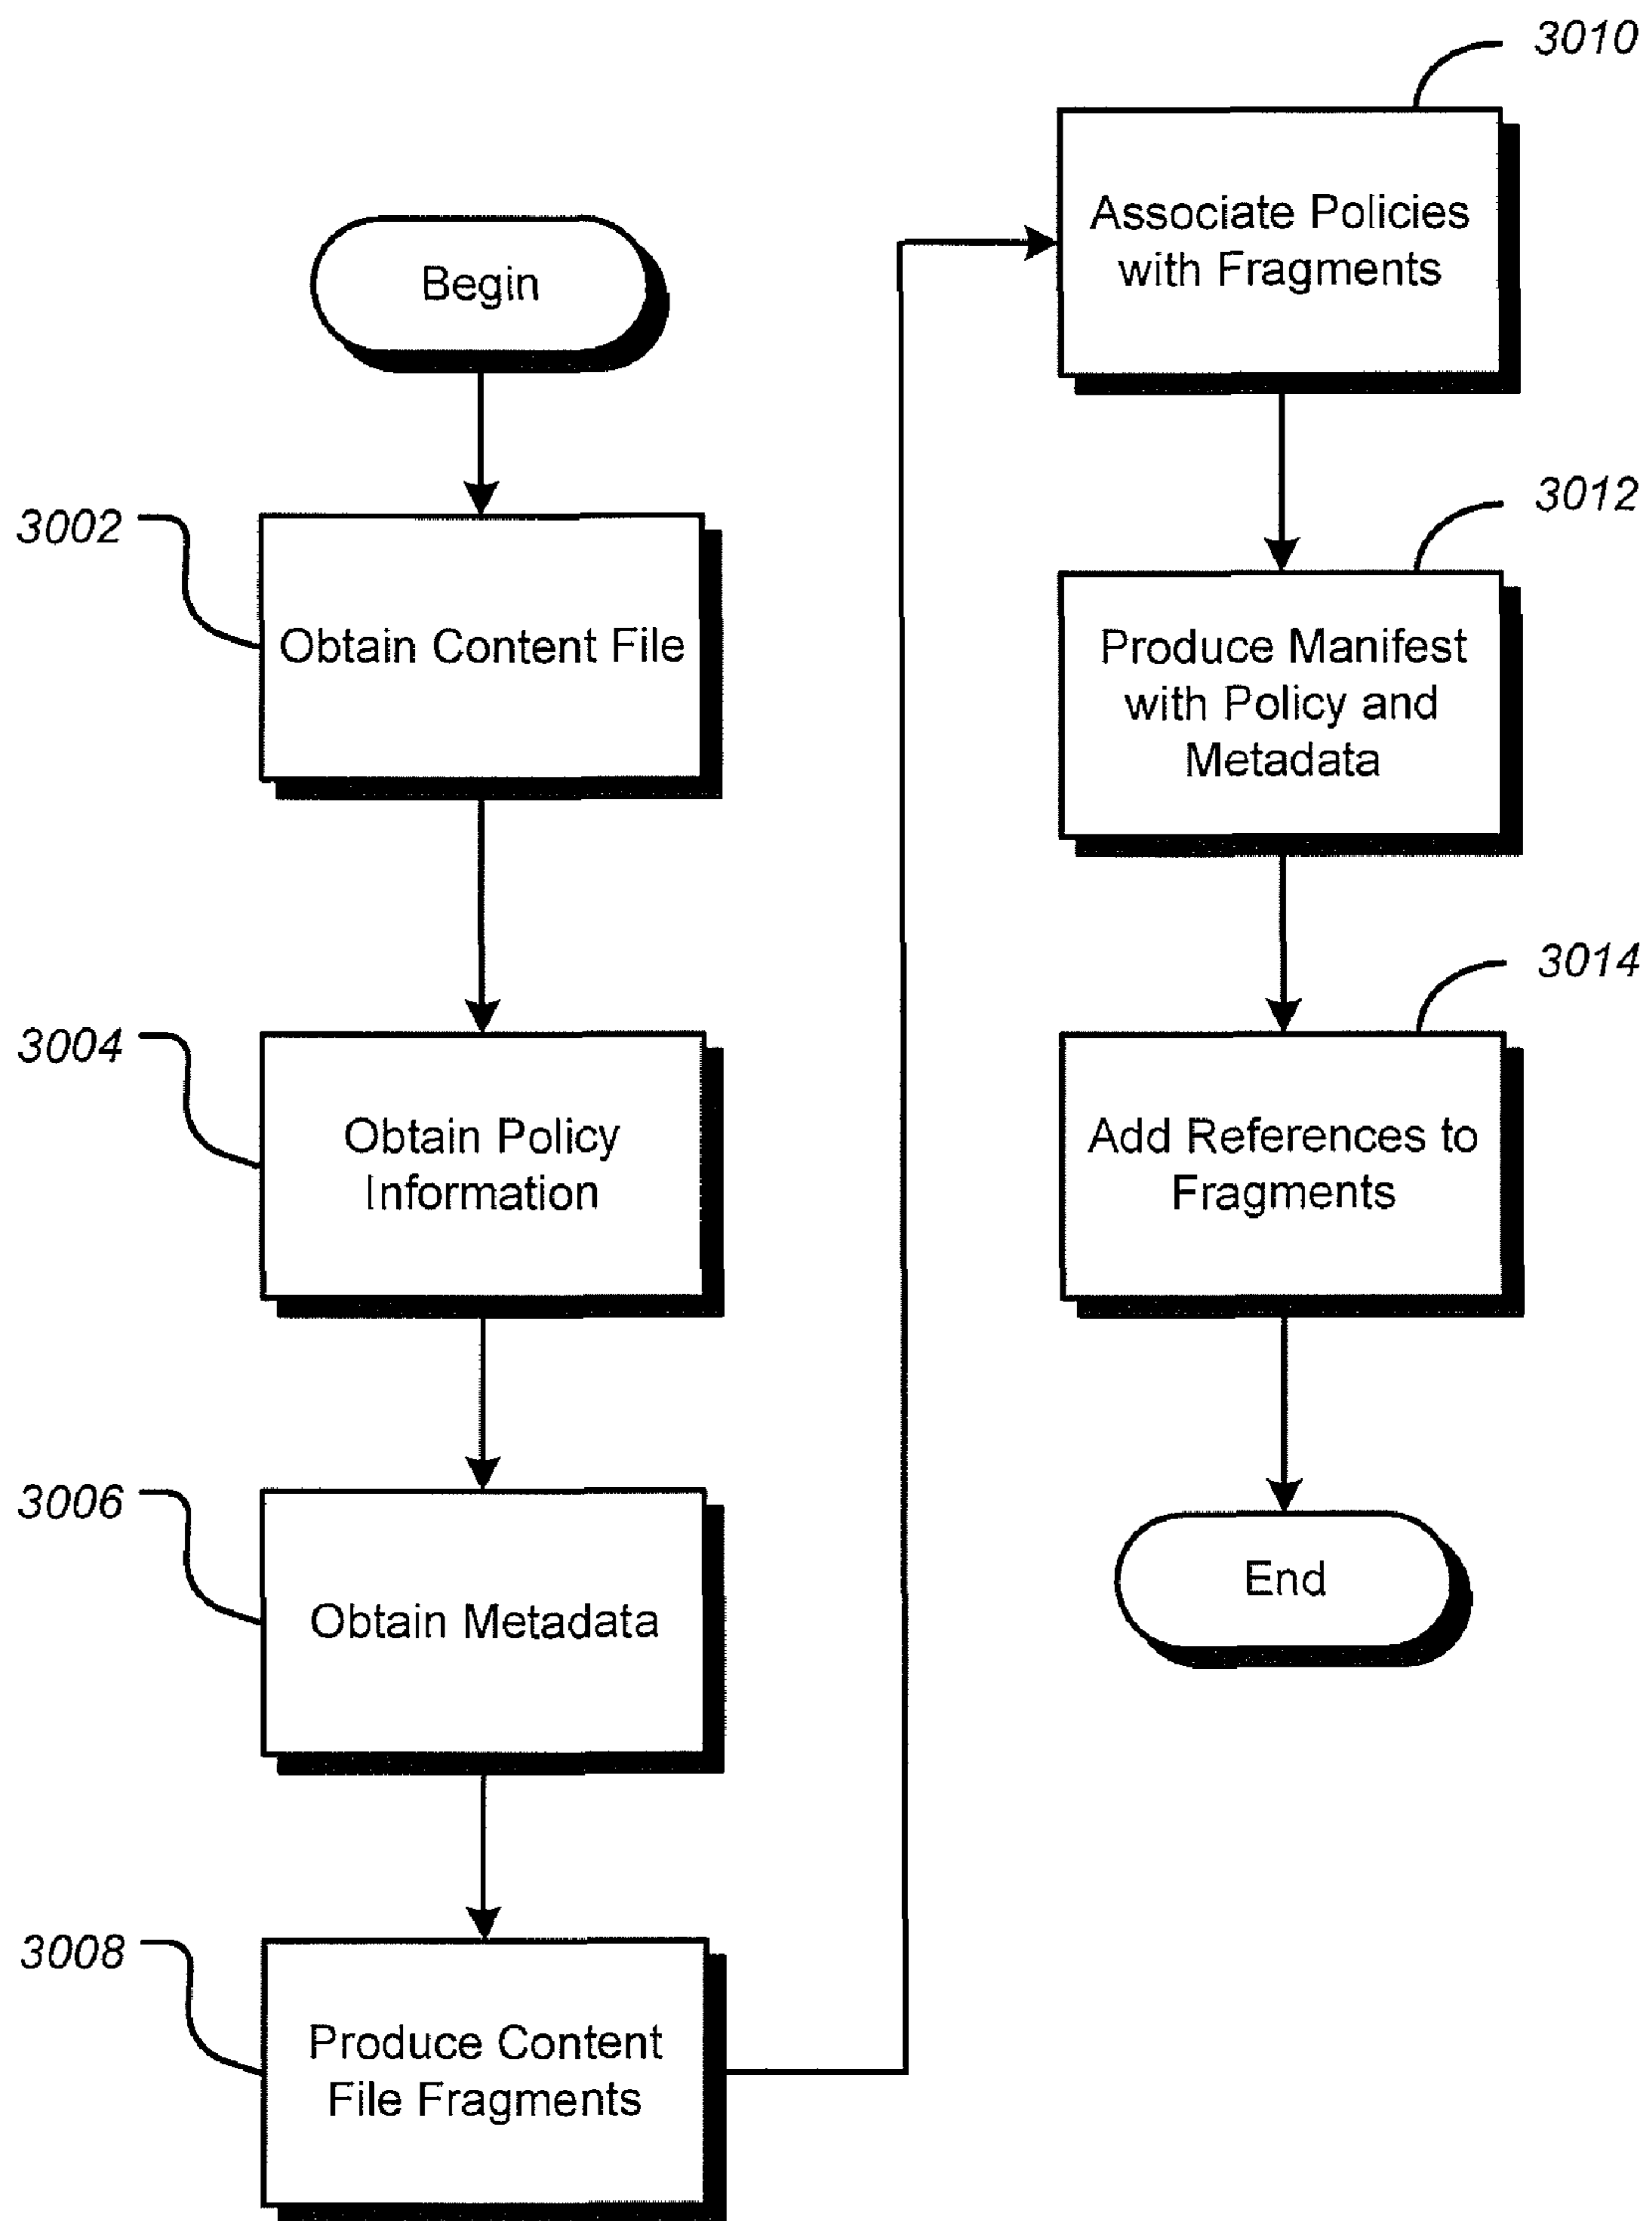 Begin
3002
Obtain Content File
3004
Obtain Policy
Information
3006
Obtain Metadata
3008
Produce Content
File Fragments
3010
Associate Policies
with Fragments
3012
Produce Manifest
with Policy and
Metadata
3014
Add References to
Fragments
End